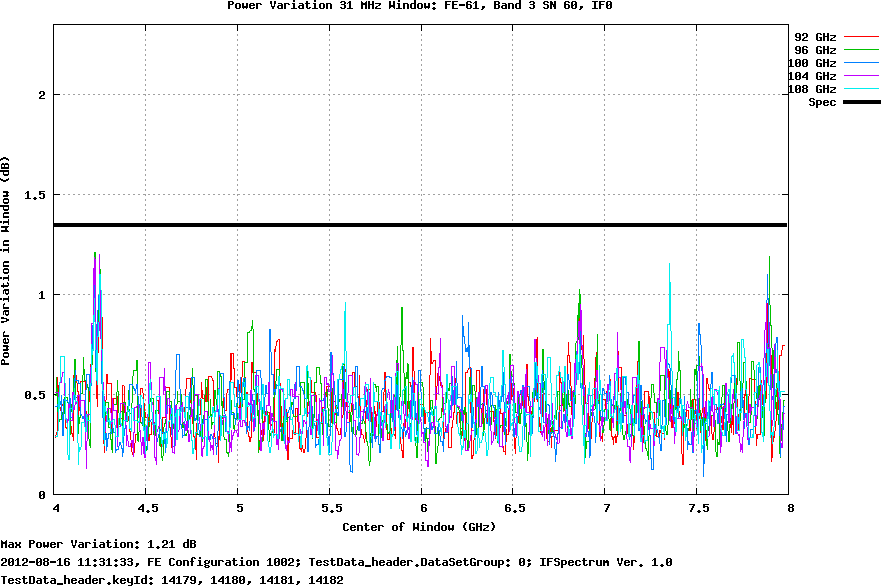 Power Variation 31 MHz Window: FE-61, Band 3 SN 60, IF0
92 GHz
96 GHz
100 GHz
104 GHz
108 GHz
Spec
Power Variation in Window (dB)
2
1.5
1
0.5
0
4 4.5 5 5.5 6 6.5 7 7.5 8
Center of Window (GHz)
Max Power Variation: 1.21 dB
2012-08-16 11:31:33, FE Configuration 1002; TestData_header.DataSetGroup: 0; IFSpectrum Ver. 1.0
TestData_header.keyId: 14179, 14180, 14181, 14182